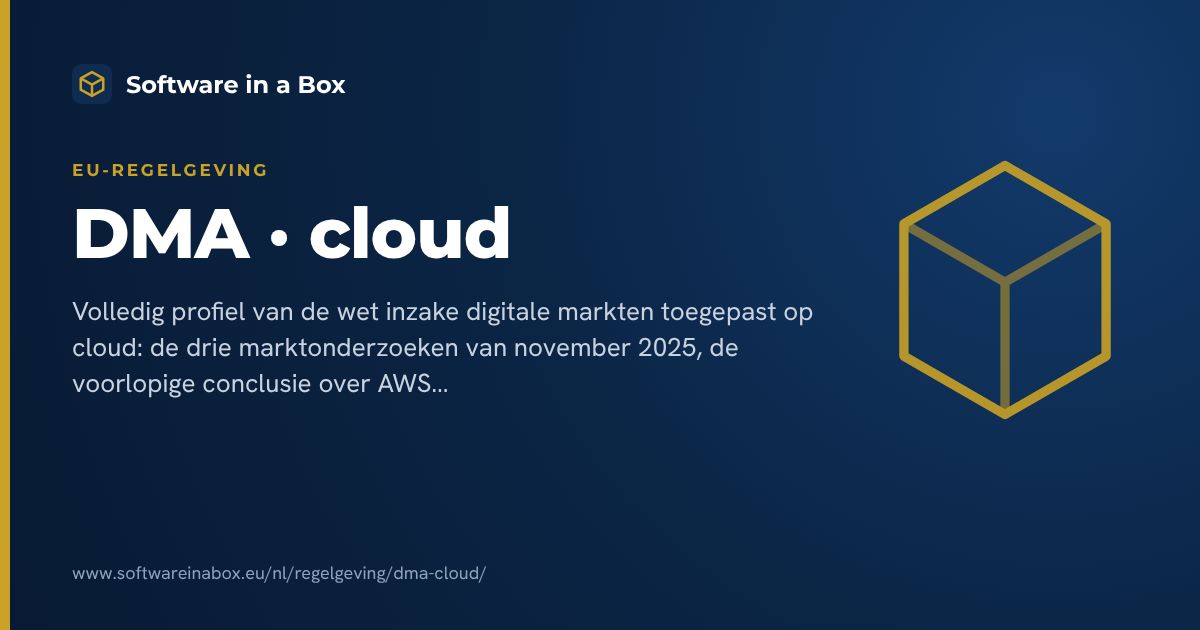 Software in a Box
EU-REGELGEVING
DMA · cloud
Volledig profiel van de wet inzake digitale markten toegepast op
cloud: de drie marktonderzoeken van november 2025, de
voorlopige conclusie over AWS...
www.softwareinabox.eu/nl/regelgeving/dma-cloud/